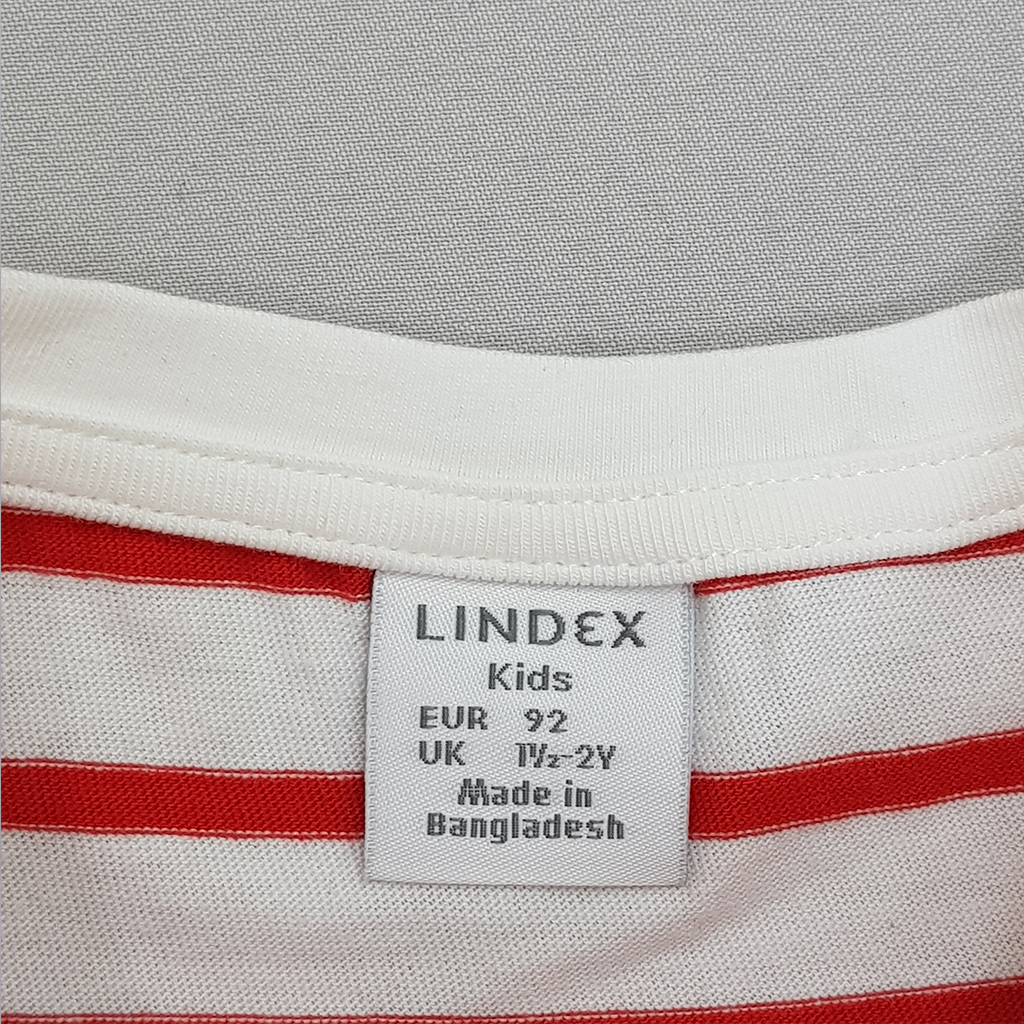 LINDEX
Kids
EUR 92
UK 1½-2Y
Made in
Bangladesh